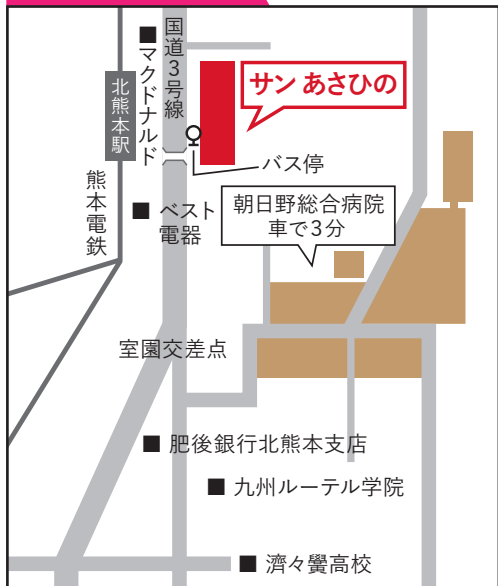 国道3号線
■マクドナルド
北熊本駅
サン あさひの
バス停
熊本電鉄
■ ベスト
電器
朝日野総合病院
車で3分
室園交差点
■ 肥後銀行北熊本支店
■ 九州ルーテル学院
■ 濟々黌高校